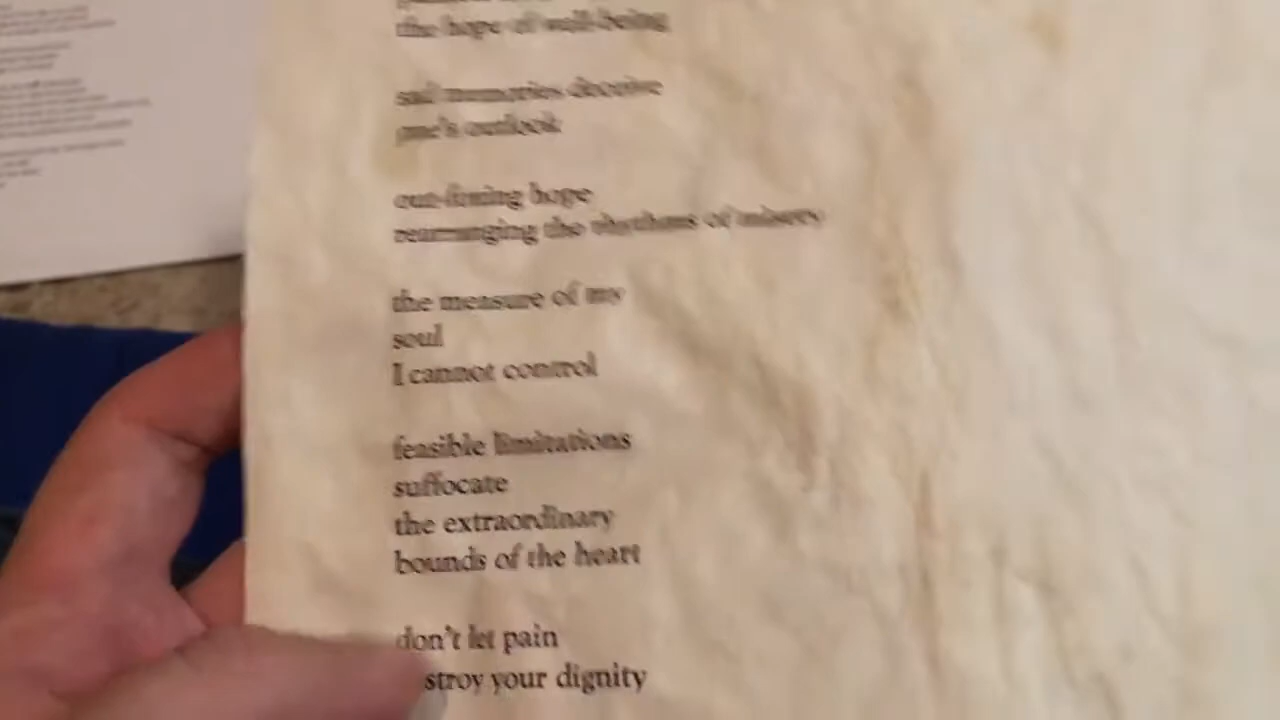 the hope of well-being
sad memories deceive
one's outlook
hope
rearranging the rhythms of misery
the measure of my
soul
I cannot control
feasible limitations
suffocate
the extraordinary
bounds of the heart
don't let pain
stroy your dignity